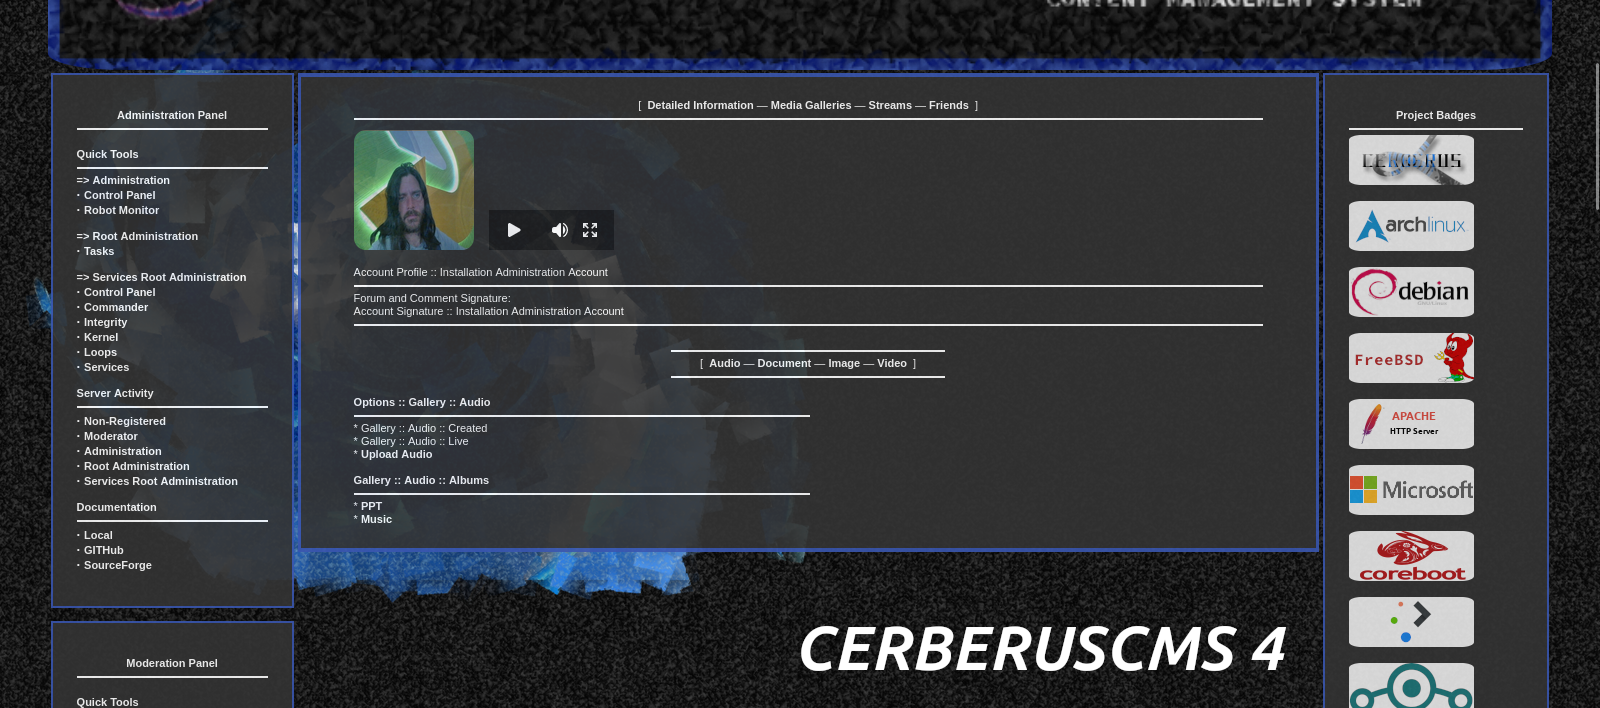 CONTENT MANAGEMENT SYSTEM
Administration Panel
Quick Tools
=> Administration
· Control Panel
· Robot Monitor
=> Root Administration
· Tasks
=> Services Root Administration
· Control Panel
· Commander
· Integrity
· Kernel
· Loops
· Services
Server Activity
· Non-Registered
· Moderator
· Administration
· Root Administration
· Services Root Administration
Documentation
· Local
· GITHub
· SourceForge
Moderation Panel
Quick Tools
[ Detailed Information — Media Galleries — Streams — Friends ]
Account Profile :: Installation Administration Account
Forum and Comment Signature:
Account Signature :: Installation Administration Account
[ Audio — Document — Image — Video ]
Options :: Gallery :: Audio
* Gallery :: Audio :: Created
* Gallery :: Audio :: Live
* Upload Audio
Gallery :: Audio :: Albums
* PPT
* Music
CERBERUSCMS 4
Project Badges
CERBERUS
archlinux
debian
FreeBSD
APACHE
HTTP Server
Microsoft
coreboot